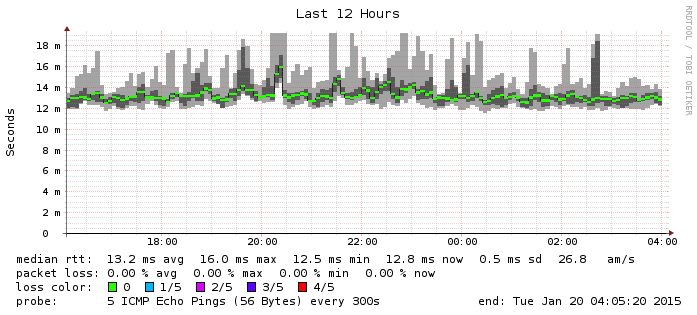 Last 12 Hours
RRDTOOL / TOBI OETIKER
Seconds
18 m
16 m
14 m
12 m
10 m
8 m
6 m
4 m
2 m
0
18:00 20:00 22:00 00:00 02:00 04:00
median rtt: 13.2 ms avg 16.0 ms max 12.5 ms min 12.8 ms now 0.5 ms sd 26.8 am/s
packet loss: 0.00 % avg 0.00 % max 0.00 % min 0.00 % now
loss color: 0 1/5 2/5 3/5 4/5
probe: 5 ICMP Echo Pings (56 Bytes) every 300s end: Tue Jan 20 04:05:20 2015